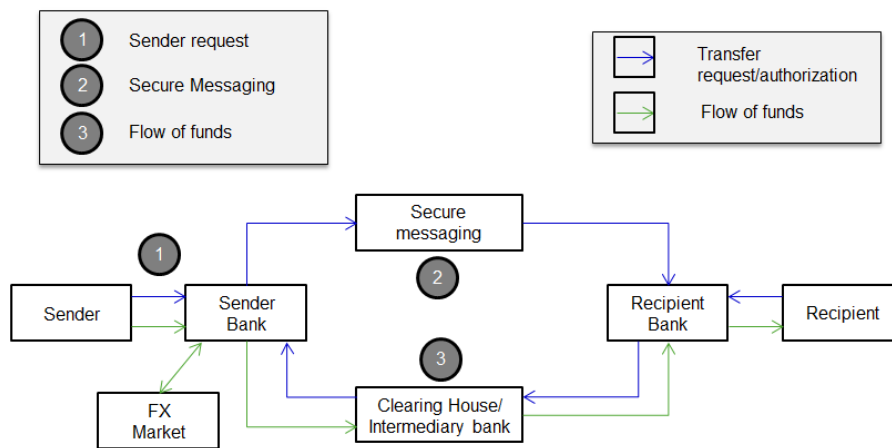 1 Sender request
2 Secure Messaging
3 Flow of funds
Transfer
request/authorization
Flow of funds
Secure
messaging
1
2
Sender
Sender
Bank
Recipient
Bank
Recipient
3
FX
Market
Clearing House/
Intermediary bank